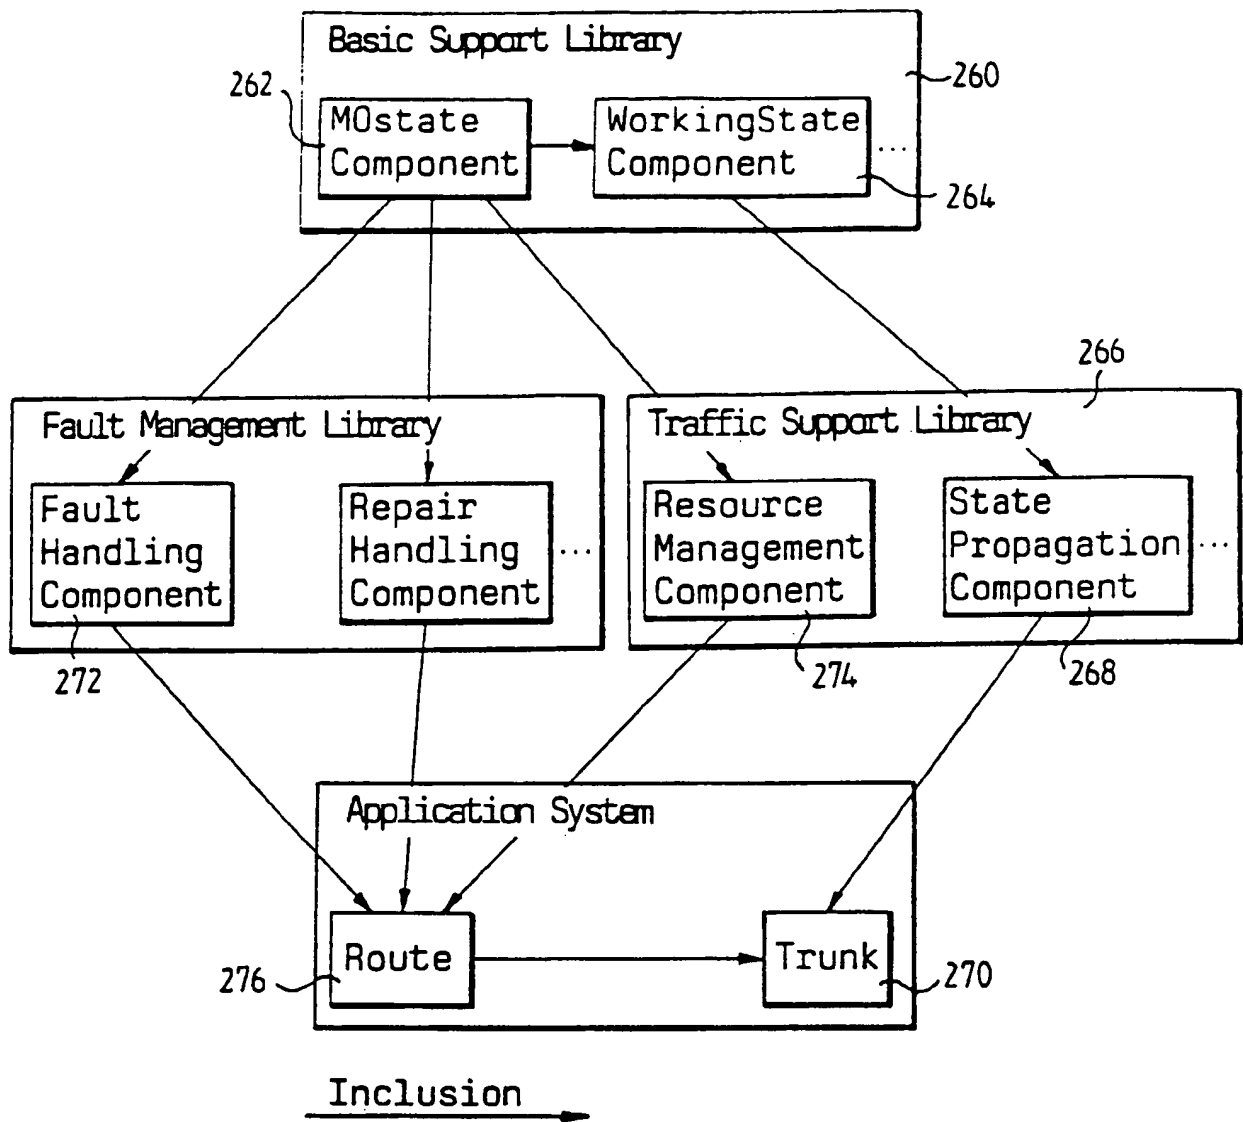 Basic Support Library
260
262
MOstate
Component
WorkingState
Component
...
264
266
Fault Management Library
Traffic Support Library
Fault
Handling
Component
Repair
Handling
Component
...
Resource
Management
Component
State
Propagation
Component
...
272
274
268
Application System
Route
Trunk
276
270
Inclusion